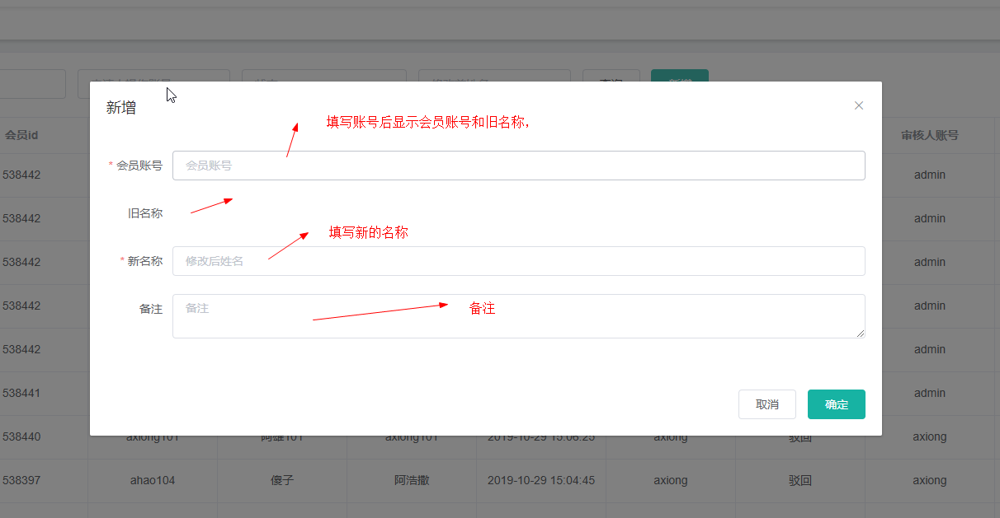 新增
填写账号后显示会员账号和旧名称,
* 会员账号 会员账号
旧名称
填写新的名称
* 新名称 修改后姓名
备注 备注
备注
取消 确定
会员id 审核人账号
538442 admin
538442 admin
538442 admin
538442 admin
538442 admin
538441 admin
538440 axiong101 阿雄101 axiong101 2019-10-29 15:06:25 axiong 驳回 axiong
538397 ahao104 傻子 阿浩撒 2019-10-29 15:04:45 axiong 驳回 axiong